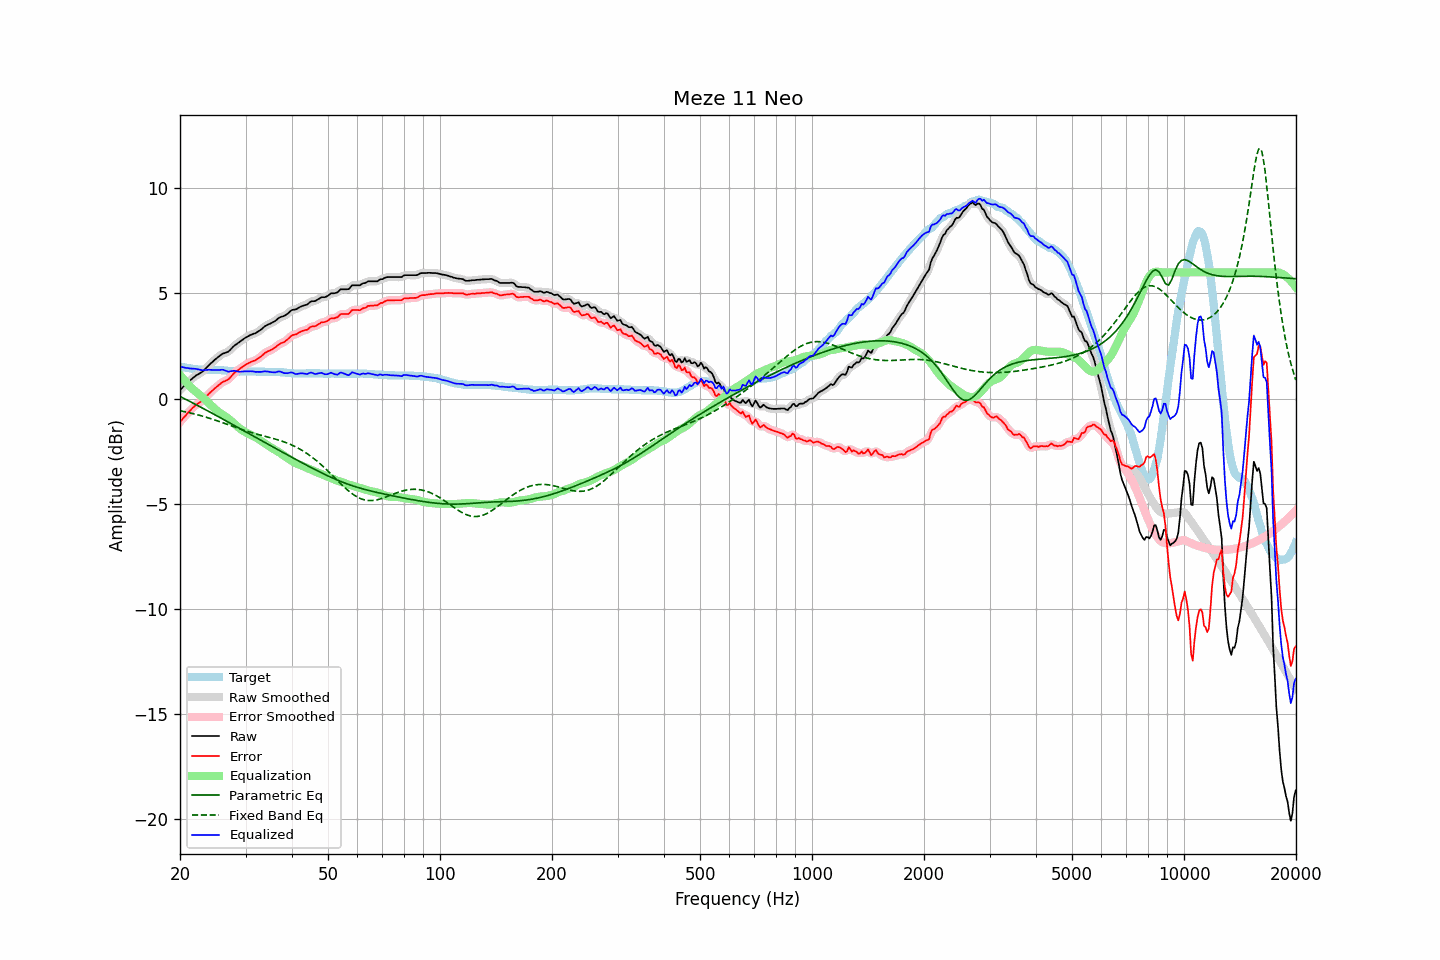 Meze 11 Neo
Amplitude (dBr)
10
5
0
−5
−10
−15
−20
Target
Raw Smoothed
Error Smoothed
Raw
Error
Equalization
Parametric Eq
Fixed Band Eq
Equalized
20 50 100 200 500 1000 2000 5000 10000 20000
Frequency (Hz)